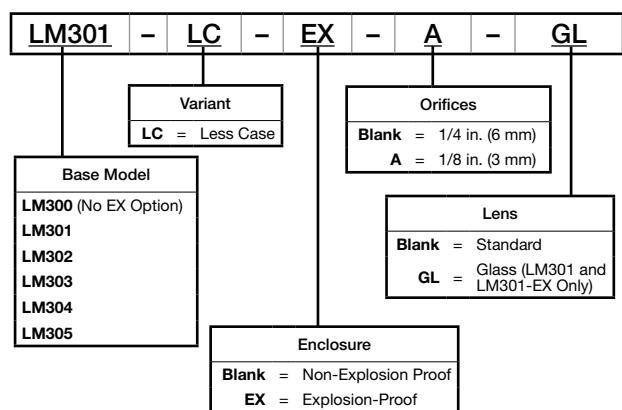 LM301 – LC – EX – A – GL
Variant
LC = Less Case
Orifices
Blank = 1/4 in. (6 mm)
A = 1/8 in. (3 mm)
Base Model
LM300 (No EX Option)
LM301
LM302
LM303
LM304
LM305
Lens
Blank = Standard
GL = Glass (LM301 and
LM301-EX Only)
Enclosure
Blank = Non-Explosion Proof
EX = Explosion-Proof